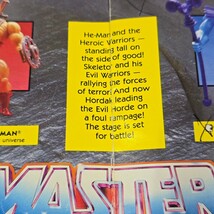 He-Man and the
Heroic Warriors —
standing tall on
the side of good!
Skeletor and his
Evil Warriors —
rallying the forces
of terror! And now
Hordak leading
the Evil Horde on
a foul rampage!
The stage is set
for battle!
MAN
universe
MASTER